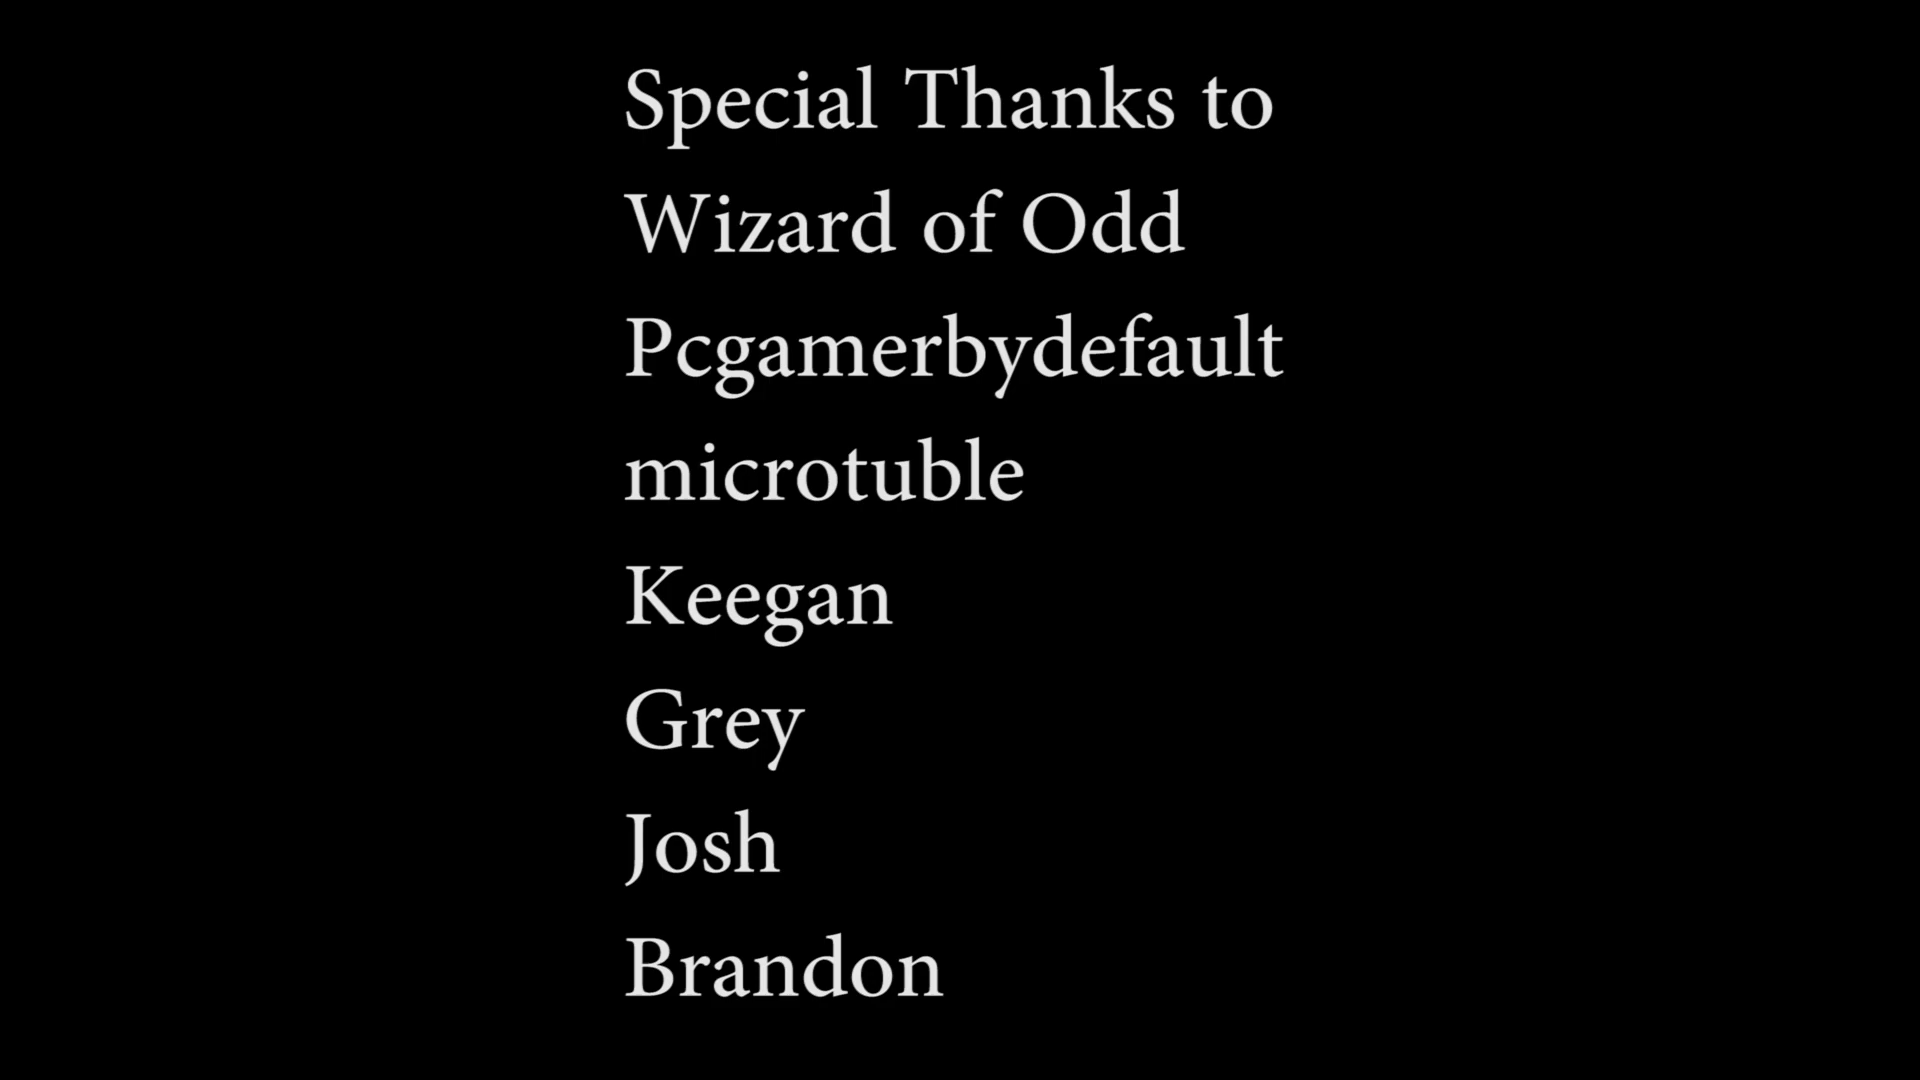 Special Thanks to
Wizard of Odd
Pcgamerbydefault
microtuble
Keegan
Grey
Josh
Brandon